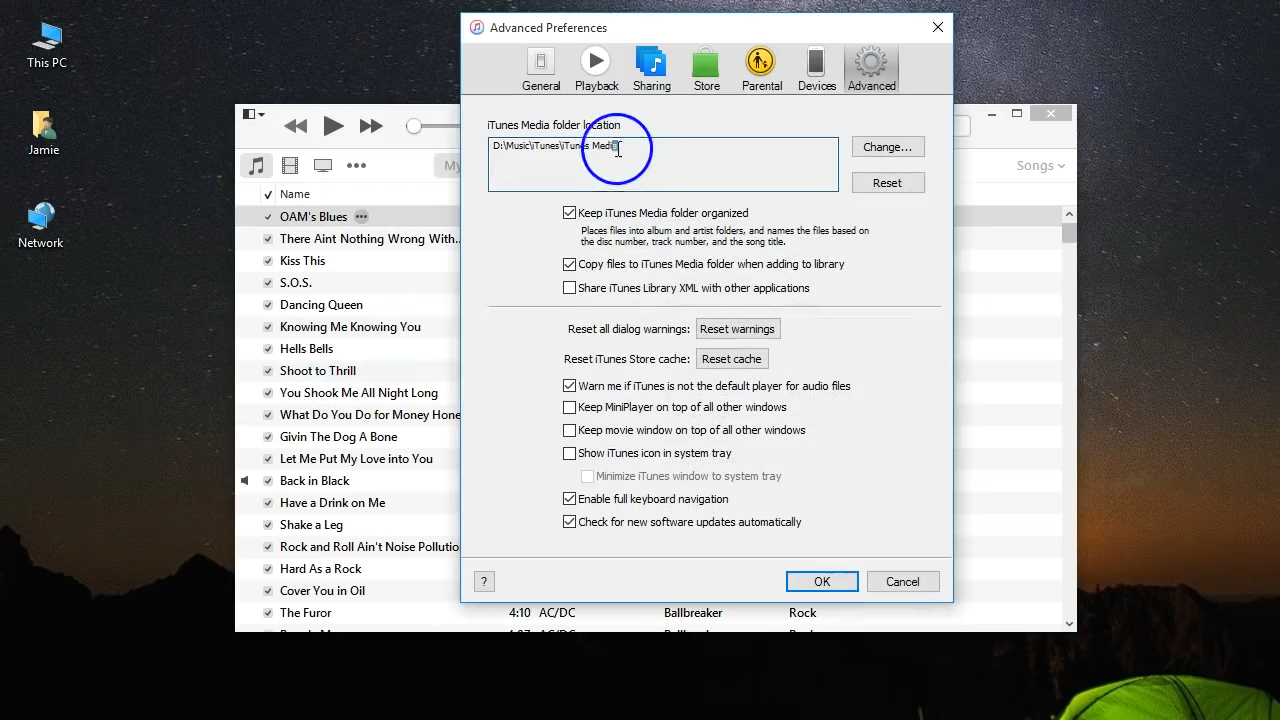 Advanced Preferences
This PC
Jamie
Network
General Playback Sharing Store Parental Devices Advanced
iTunes Media folder location
D:\Music\iTunes\iTunes Media
Change...
Reset
Keep iTunes Media folder organized
Places files into album and artist folders, and names the files based on
the disc number, track number, and the song title.
Copy files to iTunes Media folder when adding to library
Share iTunes Library XML with other applications
Reset all dialog warnings: Reset warnings
Reset iTunes Store cache: Reset cache
Warn me if iTunes is not the default player for audio files
Keep MiniPlayer on top of all other windows
Keep movie window on top of all other windows
Show iTunes icon in system tray
Minimize iTunes window to system tray
Enable full keyboard navigation
Check for new software updates automatically
? OK Cancel
My
Songs
Name
OAM's Blues
There Aint Nothing Wrong With...
Kiss This
S.O.S.
Dancing Queen
Knowing Me Knowing You
Hells Bells
Shoot to Thrill
You Shook Me All Night Long
What Do You Do for Money Hone
Givin The Dog A Bone
Let Me Put My Love into You
Back in Black
Have a Drink on Me
Shake a Leg
Rock and Roll Ain't Noise Pollutio
Hard As a Rock
Cover You in Oil
The Furor 4:10 AC/DC Ballbreaker Rock